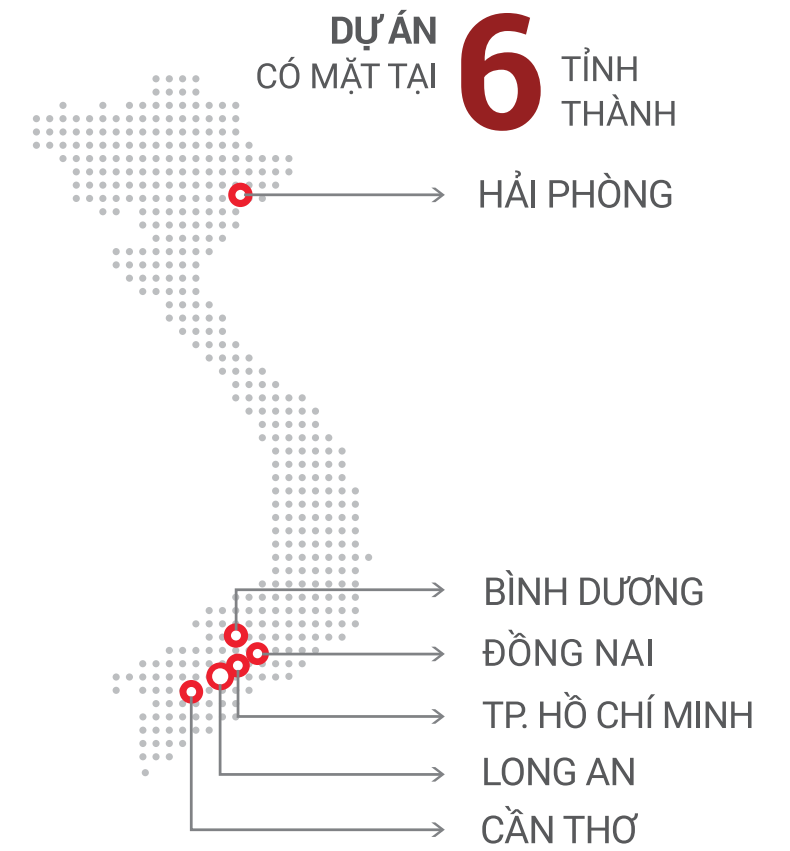 DỰ ÁN
CÓ MẶT TẠI
6
TỈNH
THÀNH
HẢI PHÒNG
BÌNH DƯƠNG
ĐỒNG NAI
TP. HỒ CHÍ MINH
LONG AN
CẦN THƠ